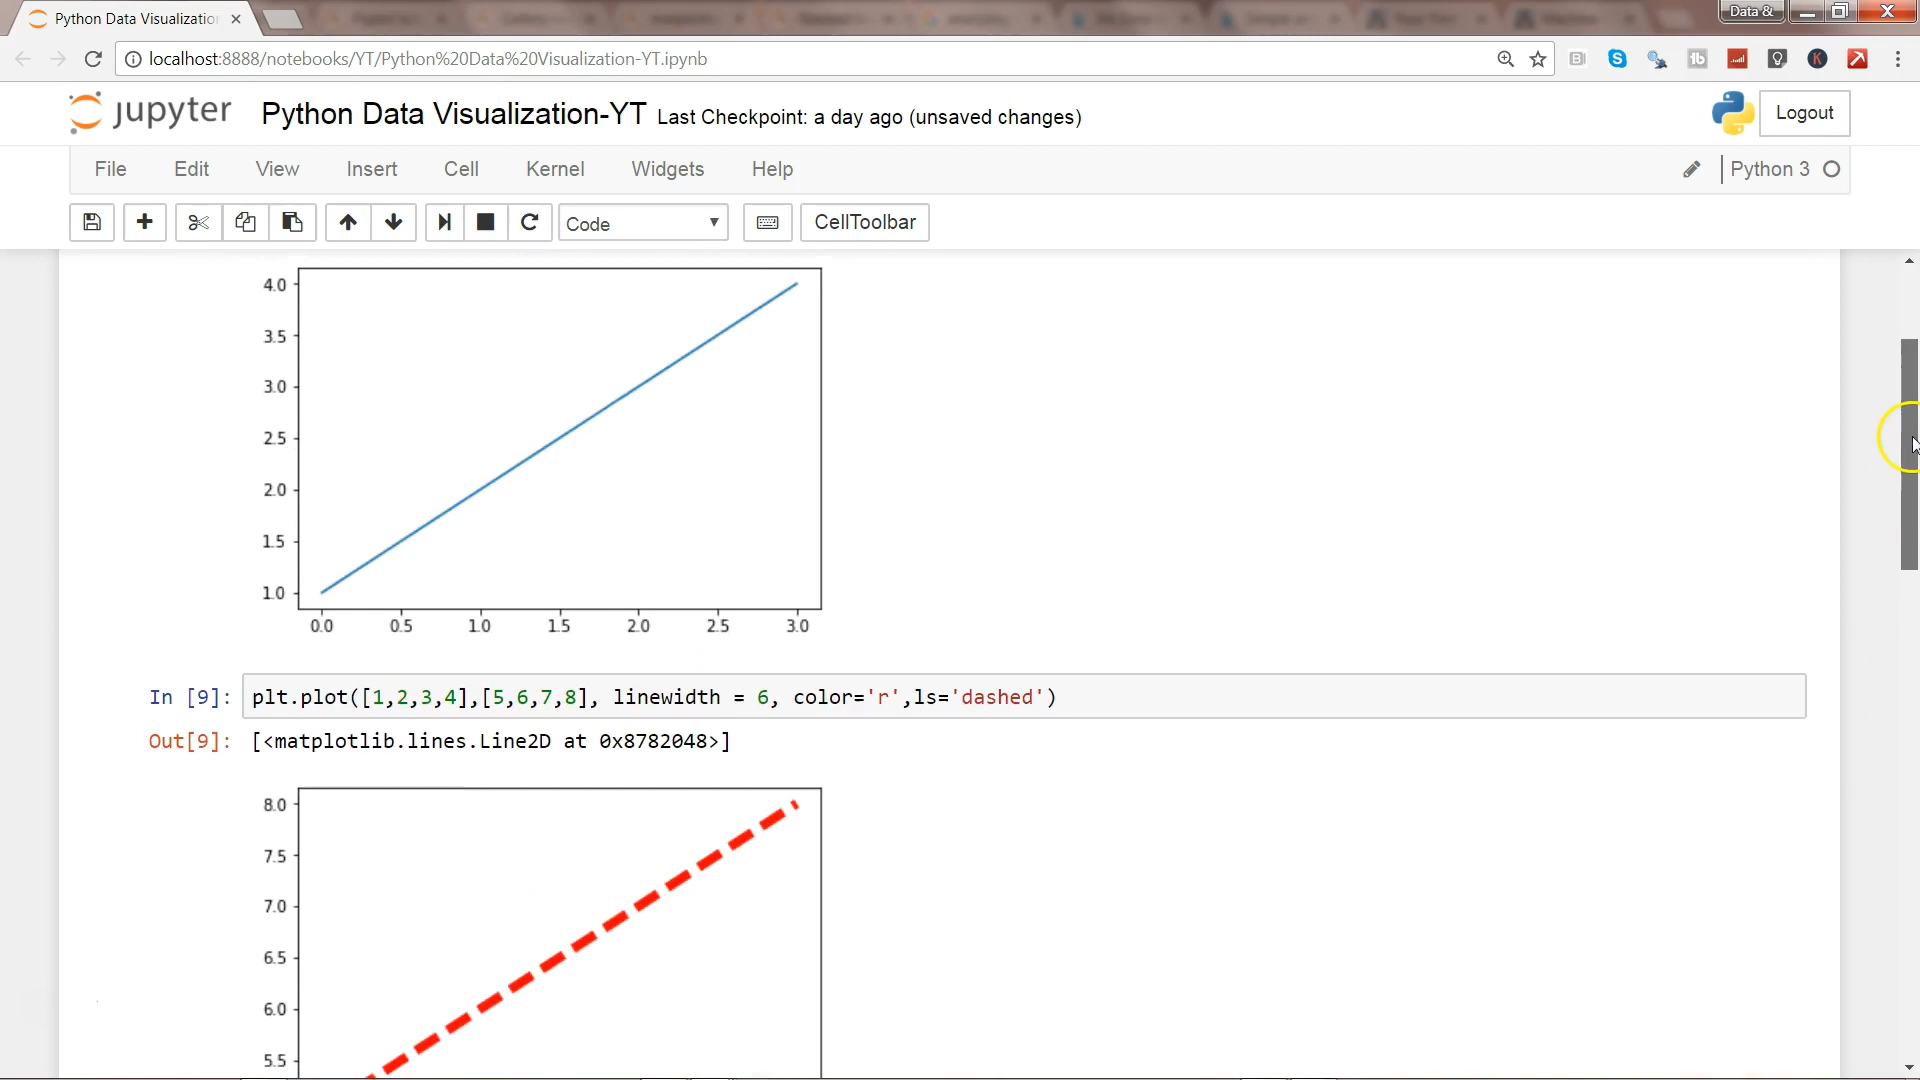 Python Data Visualizatio
Data &
localhost:8888/notebooks/YT/Python%20Data%20Visualization-YT.ipynb
jupyter Python Data Visualization-YT Last Checkpoint: a day ago (unsaved changes)
Logout
File Edit View Insert Cell Kernel Widgets Help
Python 3
Code
CellToolbar
4.0
3.5
3.0
2.5
2.0
1.5
1.0
0.0 0.5 1.0 1.5 2.0 2.5 3.0
In [9]: plt.plot([1,2,3,4],[5,6,7,8], linewidth = 6, color='r',ls='dashed')
Out[9]: [<matplotlib.lines.Line2D at 0x8782048>]
8.0
7.5
7.0
6.5
6.0
5.5